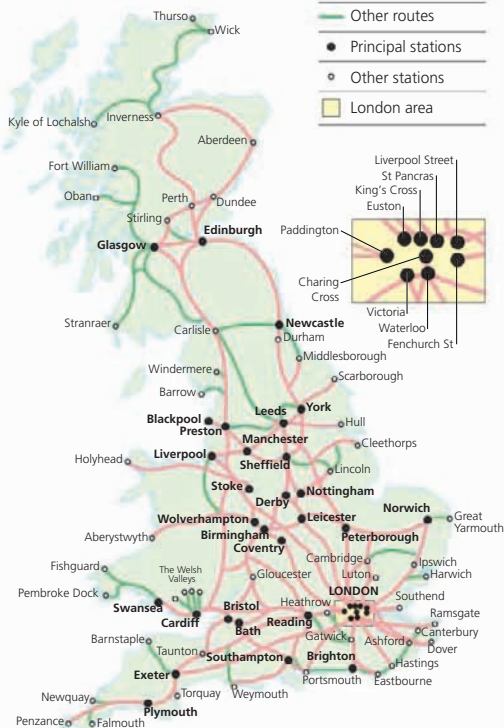 Other routes
Principal stations
Other stations
London area
Thurso
Wick
Kyle of Lochalsh
Inverness
Aberdeen
Fort William
Oban
Perth
Dundee
Stirling
Edinburgh
Glasgow
Liverpool Street
St Pancras
King's Cross
Euston
Paddington
Charing
Cross
Victoria
Waterloo
Fenchurch St
Stranraer
Carlisle
Newcastle
Durham
Middlesborough
Windermere
Scarborough
Barrow
York
Leeds
Blackpool
Preston
Hull
Manchester
Cleethorpes
Liverpool
Holyhead
Sheffield
Lincoln
Stoke
Derby
Nottingham
Norwich
Great
Yarmouth
Wolverhampton
Leicester
Birmingham
Peterborough
Coventry
Aberystwyth
Cambridge
Ipswich
Fishguard
The Welsh
Valleys
Gloucester
Luton
Harwich
Pembroke Dock
LONDON
Swansea
Bristol
Heathrow
Southend
Cardiff
Reading
Ramsgate
Bath
Gatwick
Ashford
Canterbury
Dover
Barnstaple
Taunton
Southampton
Brighton
Hastings
Exeter
Portsmouth
Eastbourne
Newquay
Torquay
Weymouth
Plymouth
Penzance
Falmouth